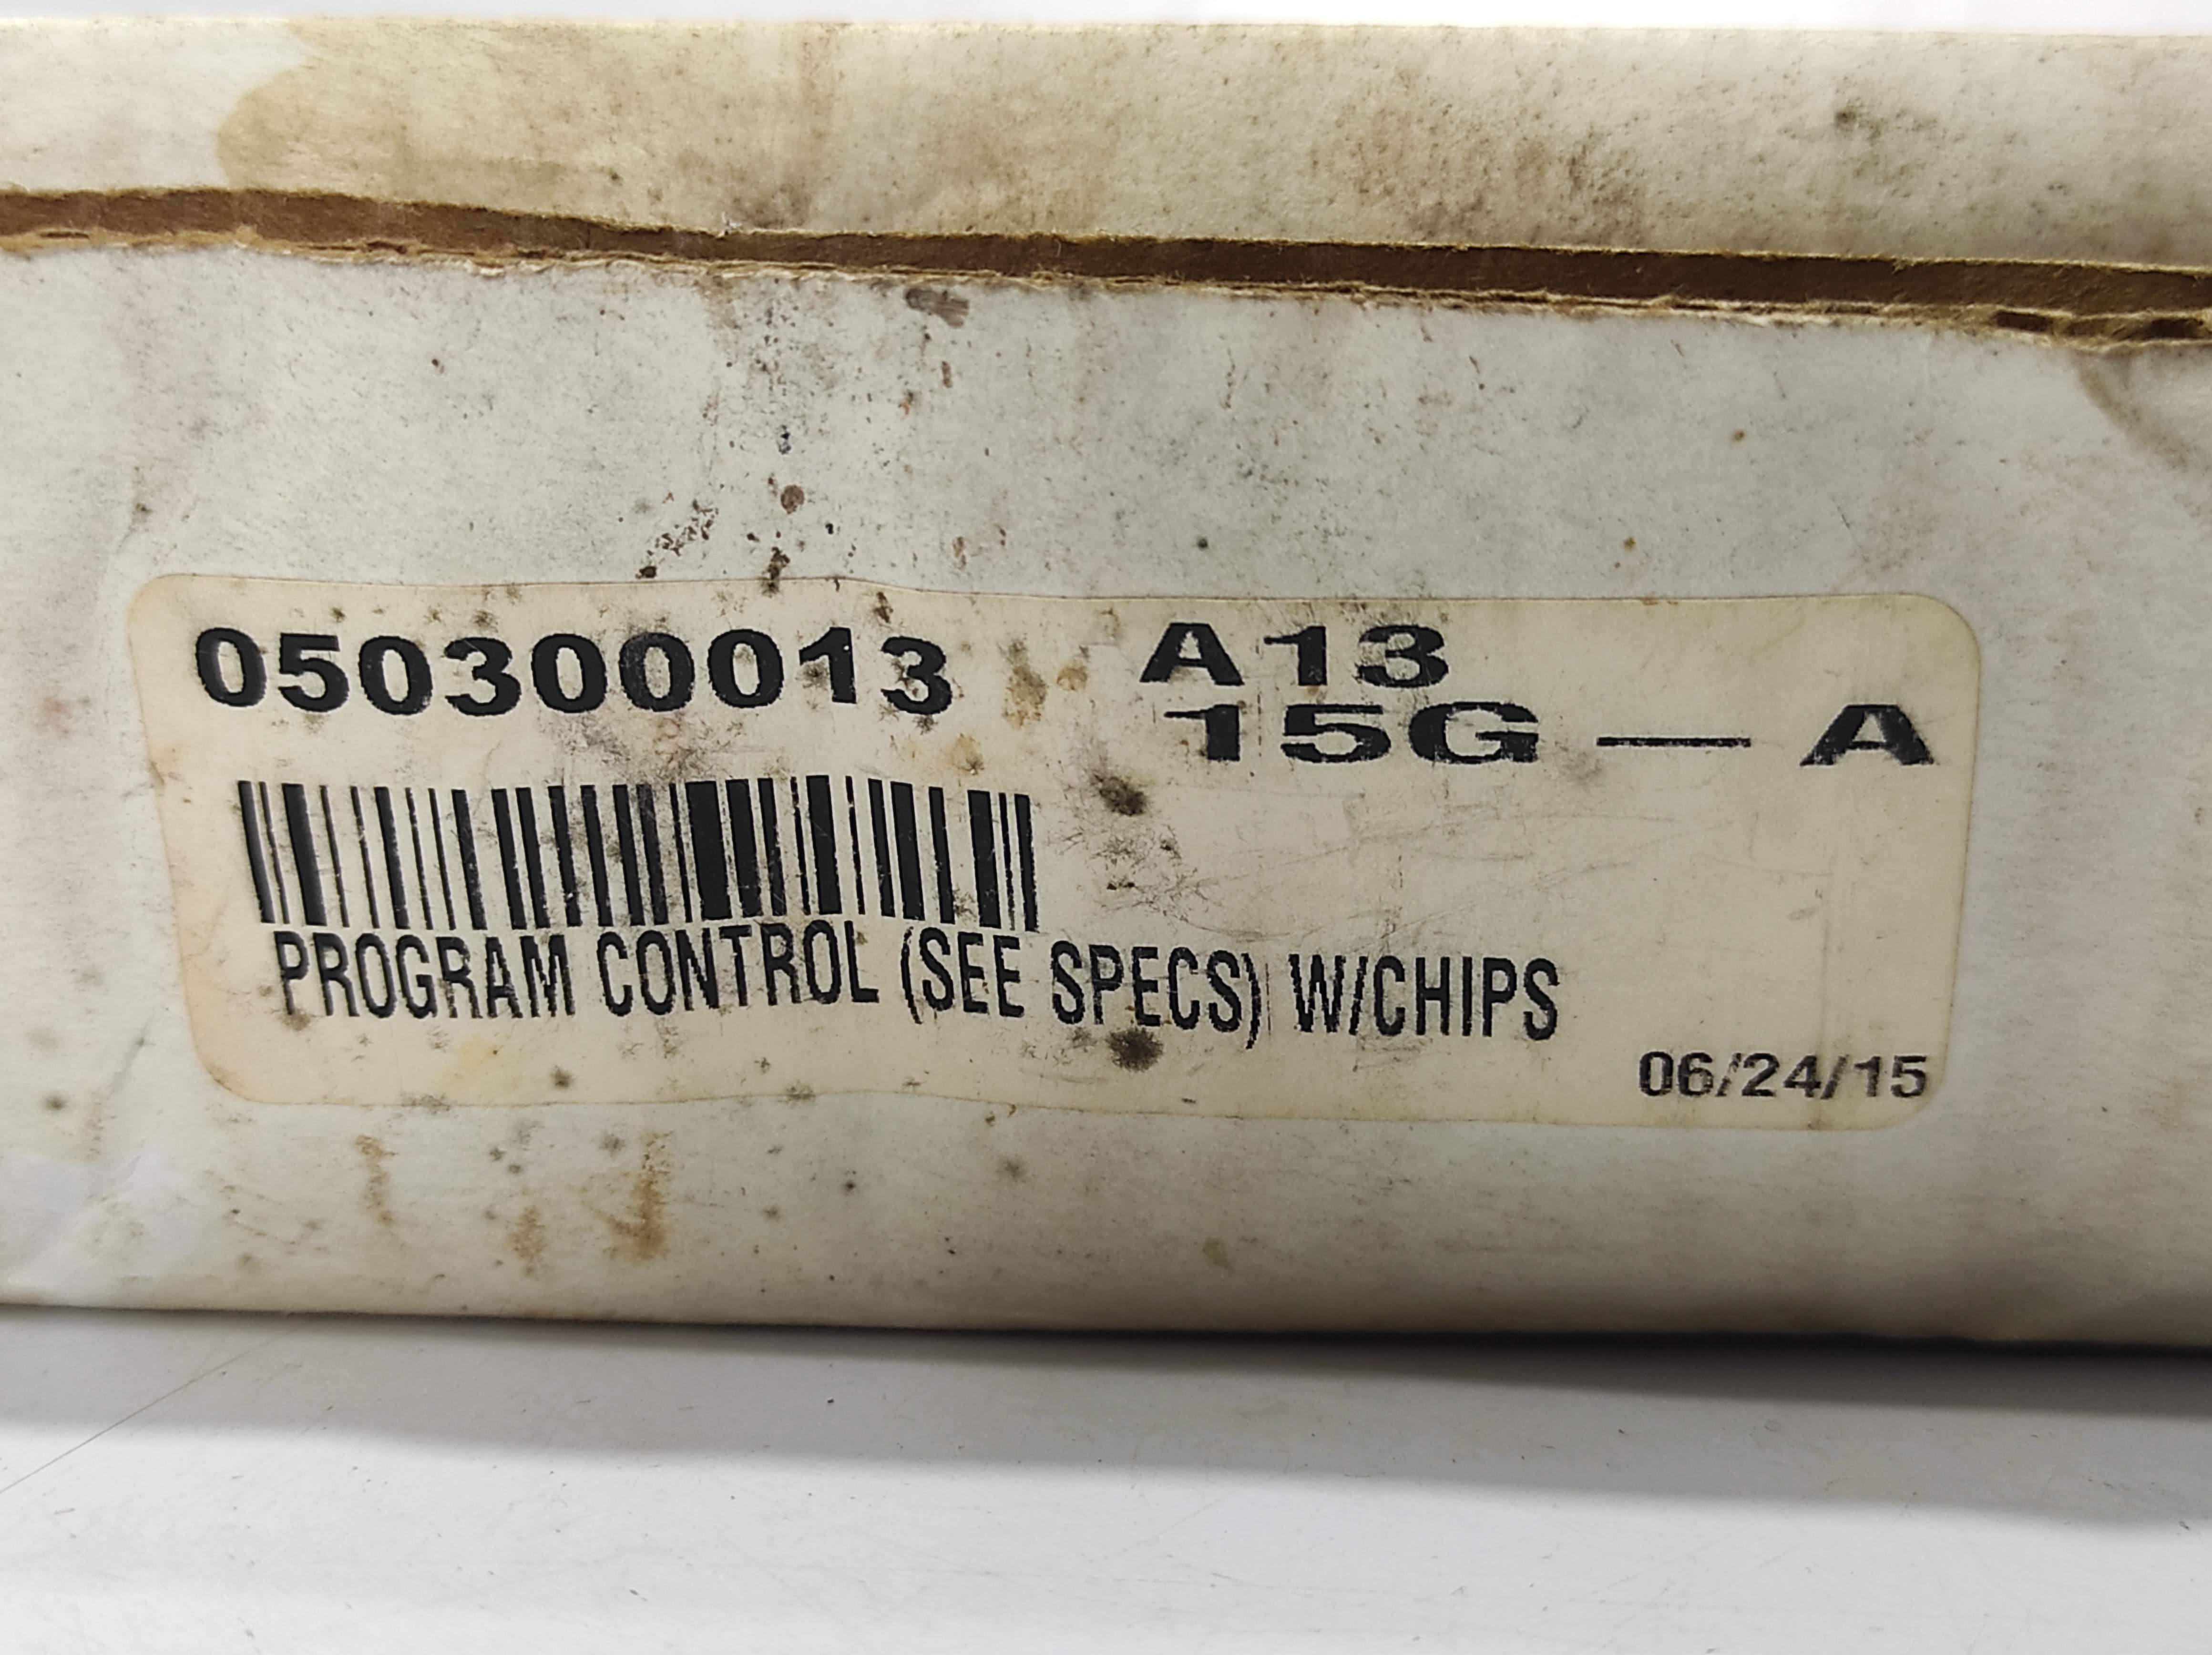 050300013 A13
15G — A
PROGRAM CONTROL (SEE SPECS) W/CHIPS
06/24/15